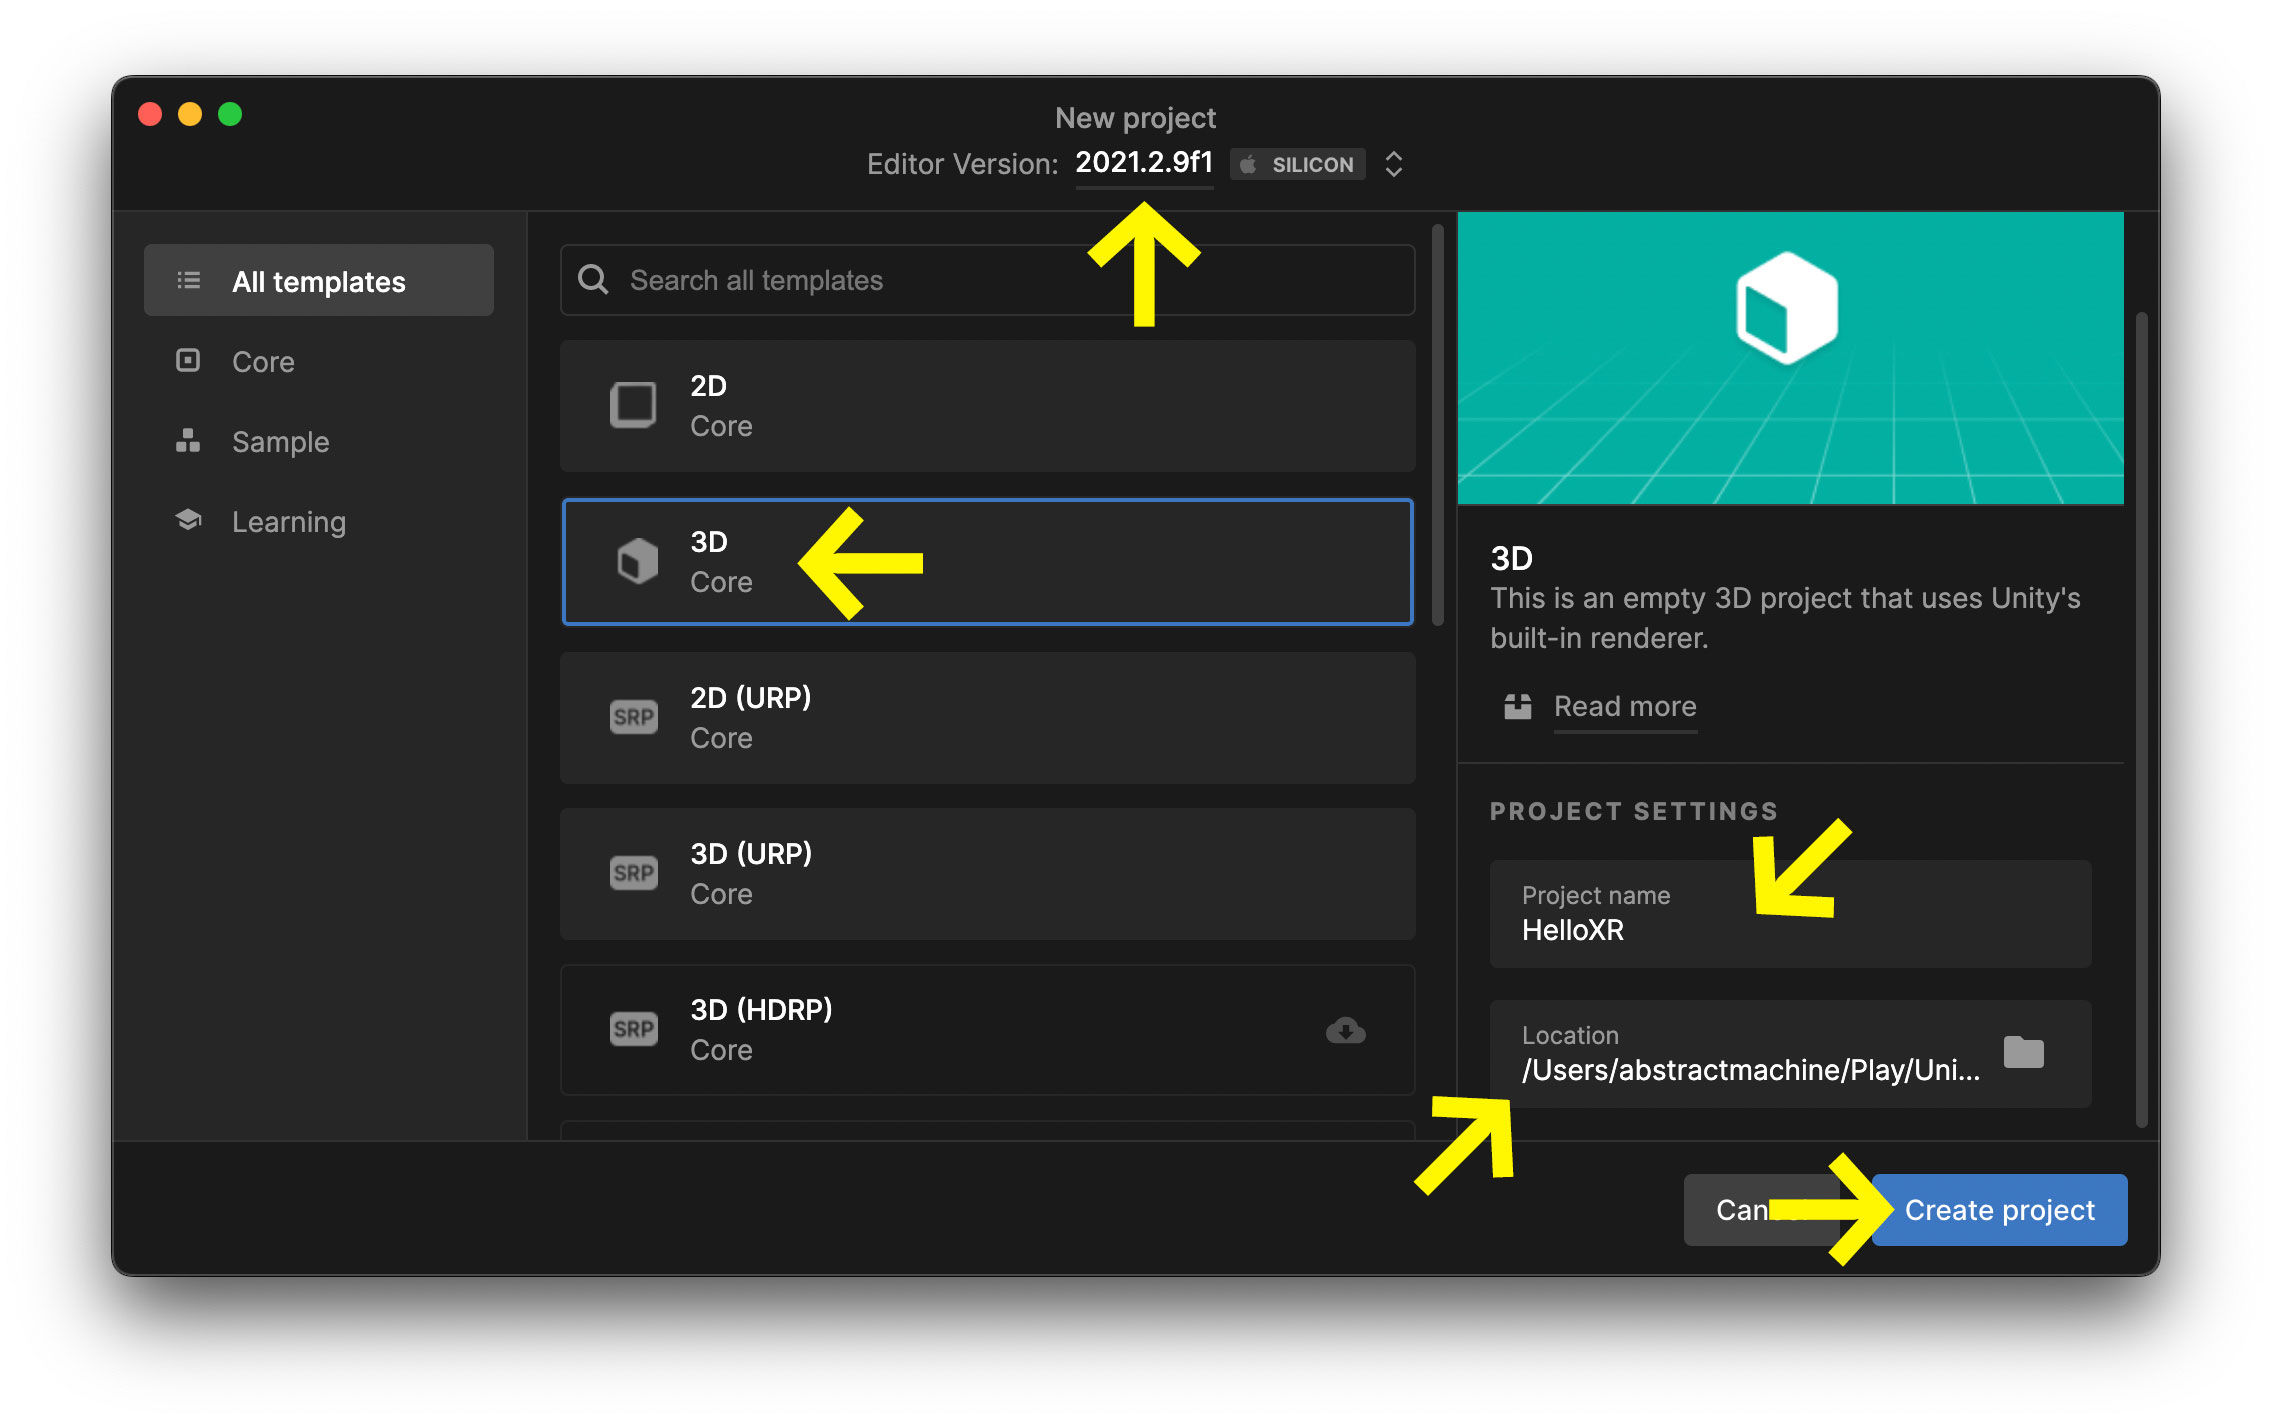 New project
Editor Version: 2021.2.9f1 SILICON
All templates
Core
Sample
Learning
Search all templates
2D
Core
3D
Core
SRP
2D (URP)
Core
SRP
3D (URP)
Core
SRP
3D (HDRP)
Core
3D
This is an empty 3D project that uses Unity's
built-in renderer.
Read more
PROJECT SETTINGS
Project name
HelloXR
Location
/Users/abstractmachine/Play/Uni...
Create project